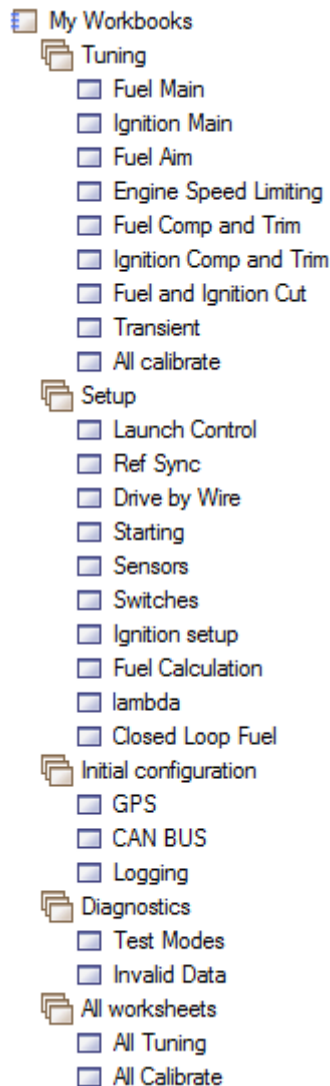 My Workbooks
Tuning
Fuel Main
Ignition Main
Fuel Aim
Engine Speed Limiting
Fuel Comp and Trim
Ignition Comp and Trim
Fuel and Ignition Cut
Transient
All calibrate
Setup
Launch Control
Ref Sync
Drive by Wire
Starting
Sensors
Switches
Ignition setup
Fuel Calculation
lambda
Closed Loop Fuel
Initial configuration
GPS
CAN BUS
Logging
Diagnostics
Test Modes
Invalid Data
All worksheets
All Tuning
All Calibrate